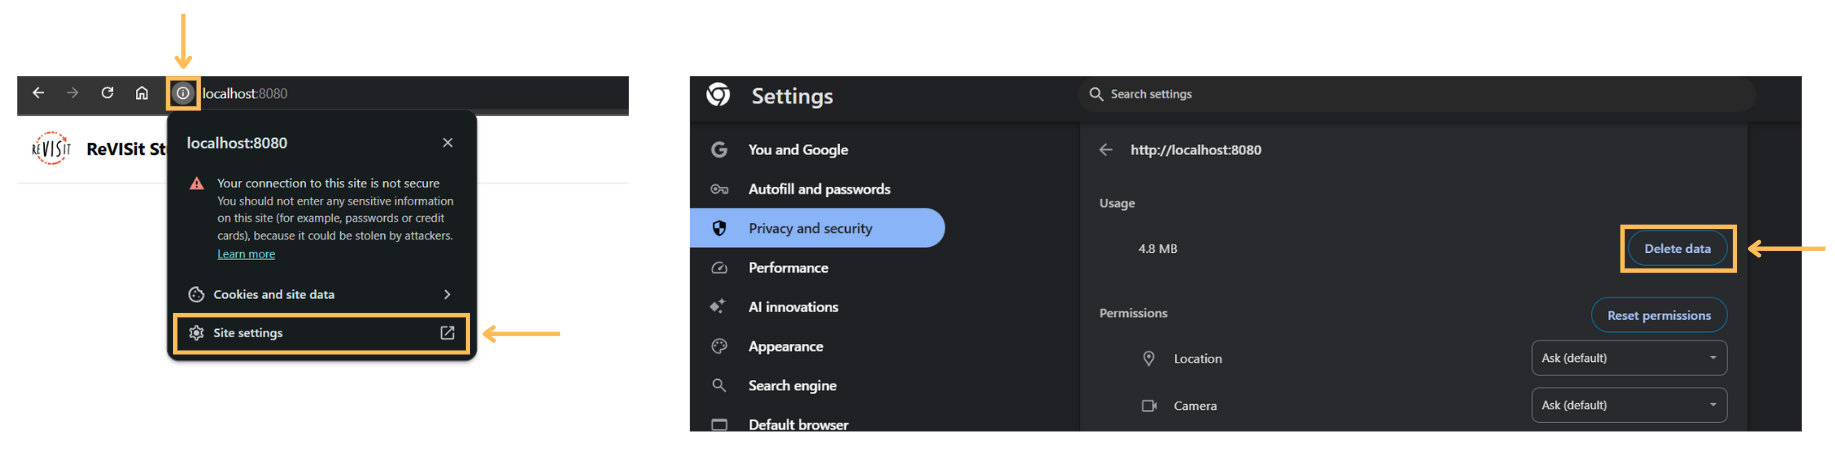 localhost:8080
ReVISit
ReVISit St
localhost:8080
Your connection to this site is not secure
You should not enter any sensitive information
on this site (for example, passwords or credit
cards), because it could be stolen by attackers.
Learn more
Cookies and site data
Site settings
Settings
Search settings
You and Google
Autofill and passwords
Privacy and security
Performance
AI innovations
Appearance
Search engine
Default browser
http://localhost:8080
Usage
4.8 MB
Delete data
Permissions
Reset permissions
Location
Ask (default)
Camera
Ask (default)